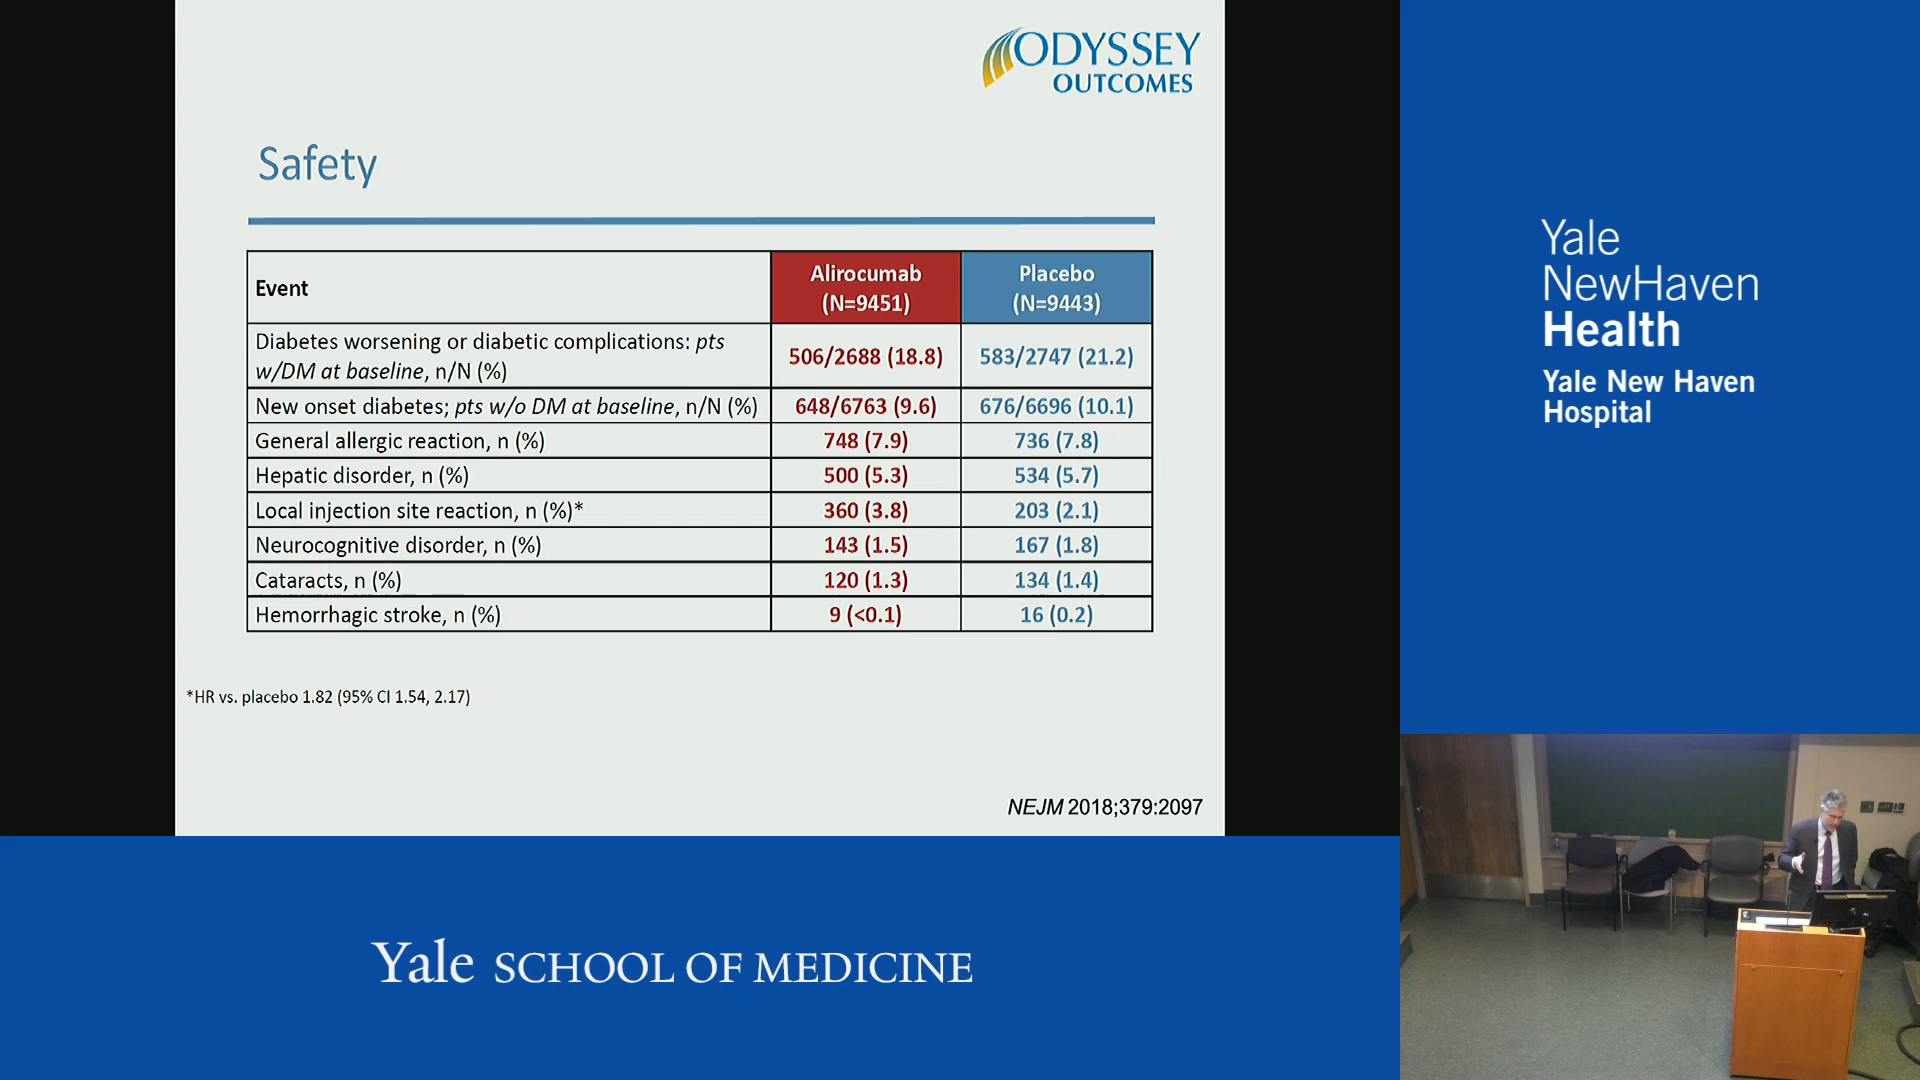 ODYSSEY
OUTCOMES
Safety
Event
Alirocumab
(N=9451)
Placebo
(N=9443)
Diabetes worsening or diabetic complications: pts
w/DM at baseline, n/N (%)
506/2688 (18.8)
583/2747 (21.2)
New onset diabetes; pts w/o DM at baseline, n/N (%)
648/6763 (9.6)
676/6696 (10.1)
General allergic reaction, n (%)
748 (7.9)
736 (7.8)
Hepatic disorder, n (%)
500 (5.3)
534 (5.7)
Local injection site reaction, n (%)*
360 (3.8)
203 (2.1)
Neurocognitive disorder, n (%)
143 (1.5)
167 (1.8)
Cataracts, n (%)
120 (1.3)
134 (1.4)
Hemorrhagic stroke, n (%)
9 (<0.1)
16 (0.2)
*HR vs. placebo 1.82 (95% CI 1.54, 2.17)
NEJM 2018;379:2097
Yale
NewHaven
Health
Yale New Haven
Hospital
Yale SCHOOL OF MEDICINE